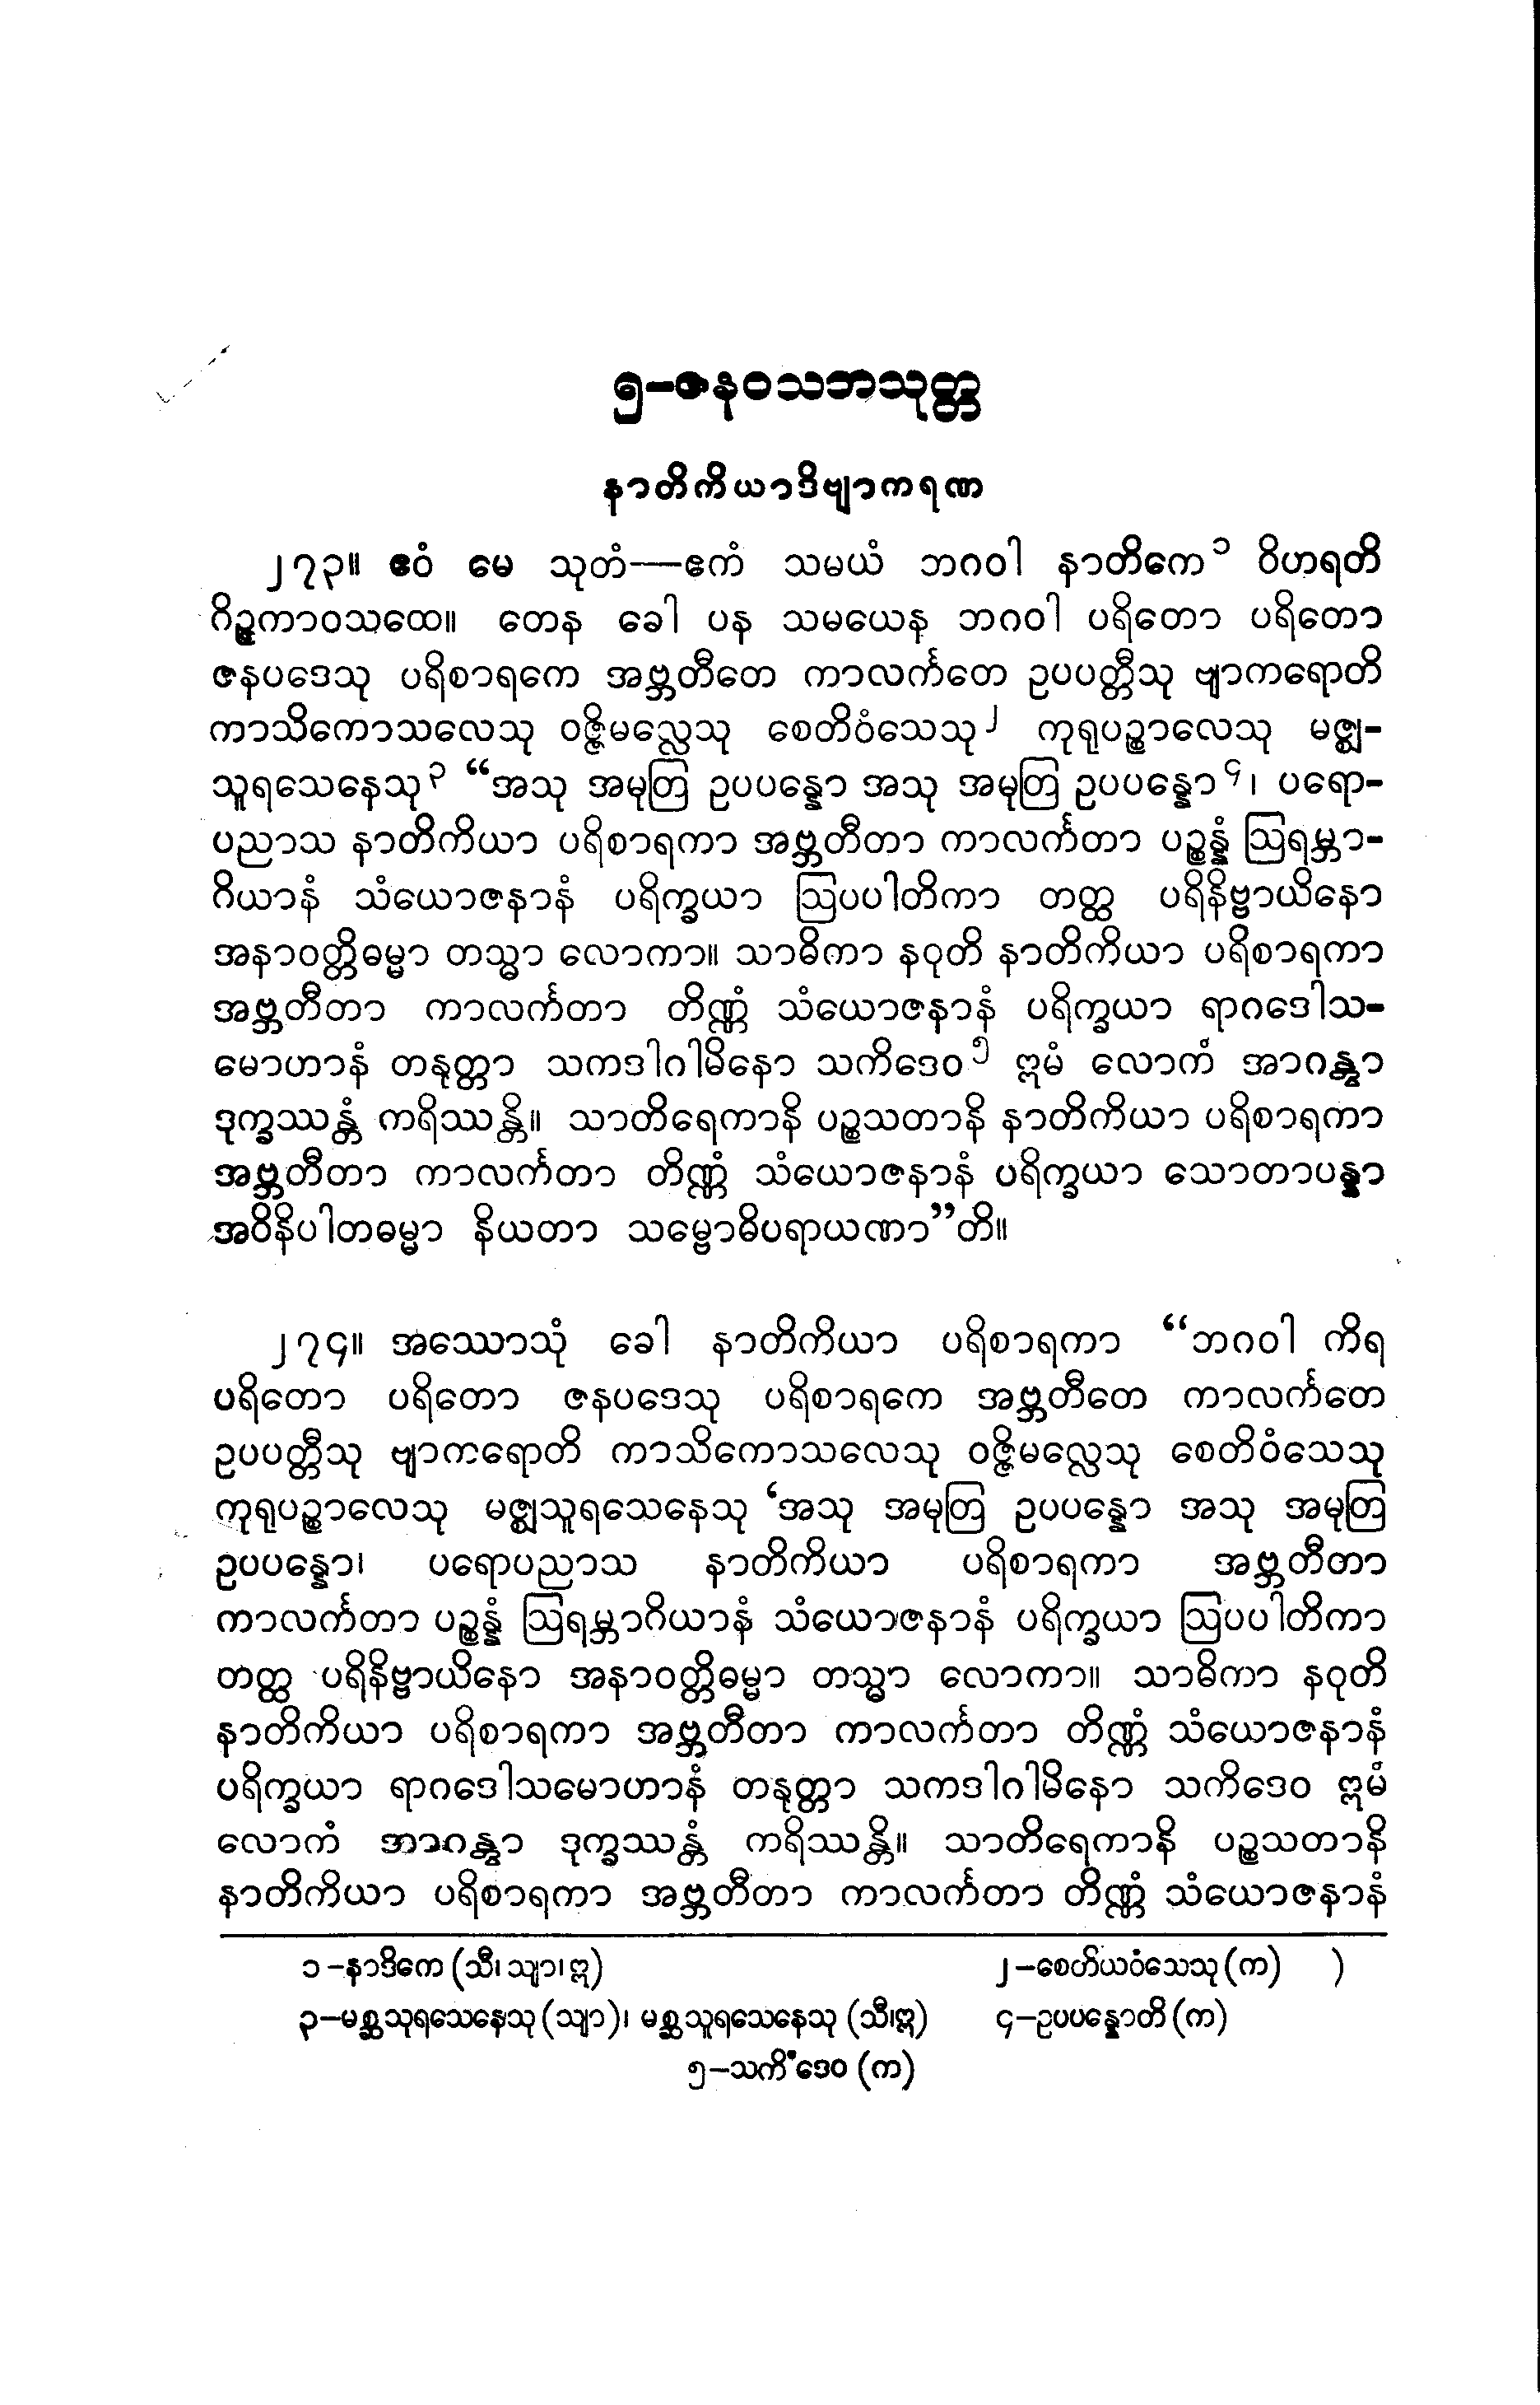 ၅-ဇနဝသဘသုတ္တ
နာတိကိယာဒိဗျာကရဏ
၂၇၃။ ဧဝံ မေ သုတံ—ဧကံ သမယံ ဘဂဝါ နာတိကေ၁ ဝိဟရတိ
ဂိဉ္ဇကာဝသထေ။ တေန ခေါ ပန သမယေန ဘဂဝါ ပရိတော ပရိတော
ဇနပဒေသု ပရိစာရကေ အဗ္ဘတီတေ ကာလင်္ကတေ ဥပပတ္တီသု ဗျာကရောတိ
ကာသိကောသလေသု ဝဇ္ဇိမလ္လေသု စေတိဝံသေသု၂ ကုရုပဉ္စာလေသု မဇ္ဈ-
သူရသေနေသု၃ “အသု အမုတြ ဥပပန္နော အသု အမုတြ ဥပပန္နော၄၊ ပရော-
ပညာသ နာတိကိယာ ပရိစာရကာ အဗ္ဘတီတာ ကာလင်္ကတာ ပဉ္စန္နံ ဩရမ္ဘာ-
ဂိယာနံ သံယောဇနာနံ ပရိက္ခယာ ဩပပါတိကာ တတ္ထ ပရိနိဗ္ဗာယိနော
အနာဝတ္တိဓမ္မာ တသ္မာ လောကာ။ သာဓိကာ နဝုတိ နာတိကိယာ ပရိစာရကာ
အဗ္ဘတီတာ ကာလင်္ကတာ တိဏ္ဏံ သံယောဇနာနံ ပရိက္ခယာ ရာဂဒေါသ-
မောဟာနံ တနုတ္တာ သကဒါဂါမိနော သကိဒေဝ၅ ဣမံ လောကံ အာဂန္တွာ
ဒုက္ခဿန္တံ ကရိဿန္တိ။ သာတိရေကာနိ ပဉ္စသတာနိ နာတိကိယာ ပရိစာရကာ
အဗ္ဘတီတာ ကာလင်္ကတာ တိဏ္ဏံ သံယောဇနာနံ ပရိက္ခယာ သောတာပန္နာ
အဝိနိပါတဓမ္မာ နိယတာ သမ္ဗောဓိပရာယဏာ”တိ။
၂၇၄။ အဿောသုံ ခေါ နာတိကိယာ ပရိစာရကာ “ဘဂဝါ ကိရ
ပရိတော ပရိတော ဇနပဒေသု ပရိစာရကေ အဗ္ဘတီတေ ကာလင်္ကတေ
ဥပပတ္တီသု ဗျာကရောတိ ကာသိကောသလေသု ဝဇ္ဇိမလ္လေသု စေတိဝံသေသု
ကုရုပဉ္စာလေသု မဇ္ဈသူရသေနေသု ‘အသု အမုတြ ဥပပန္နော အသု အမုတြ
ဥပပန္နော၊ ပရောပညာသ နာတိကိယာ ပရိစာရကာ အဗ္ဘတီတာ
ကာလင်္ကတာ ပဉ္စန္နံ ဩရမ္ဘာဂိယာနံ သံယောဇနာနံ ပရိက္ခယာ ဩပပါတိကာ
တတ္ထ ပရိနိဗ္ဗာယိနော အနာဝတ္တိဓမ္မာ တသ္မာ လောကာ။ သာဓိကာ နဝုတိ
နာတိကိယာ ပရိစာရကာ အဗ္ဘတီတာ ကာလင်္ကတာ တိဏ္ဏံ သံယောဇနာနံ
ပရိက္ခယာ ရာဂဒေါသမောဟာနံ တနုတ္တာ သကဒါဂါမိနော သကိဒေဝ ဣမံ
လောကံ အာဂန္တွာ ဒုက္ခဿန္တံ ကရိဿန္တိ။ သာတိရေကာနိ ပဉ္စသတာနိ
နာတိကိယာ ပရိစာရကာ အဗ္ဘတီတာ ကာလင်္ကတာ တိဏ္ဏံ သံယောဇနာနံ
၁-နာဒိကေ (သီ၊ သျာ၊ ဣ) ၂-စေတိယဝံသေသု (က)
၃-မစ္ဆသုရသေနေသု (သျာ)၊ မစ္ဆသူရသေနေသု (သီ၊ဣ) ၄-ဥပပန္နောတိ (က)
၅-သကိံဒေဝ (က)